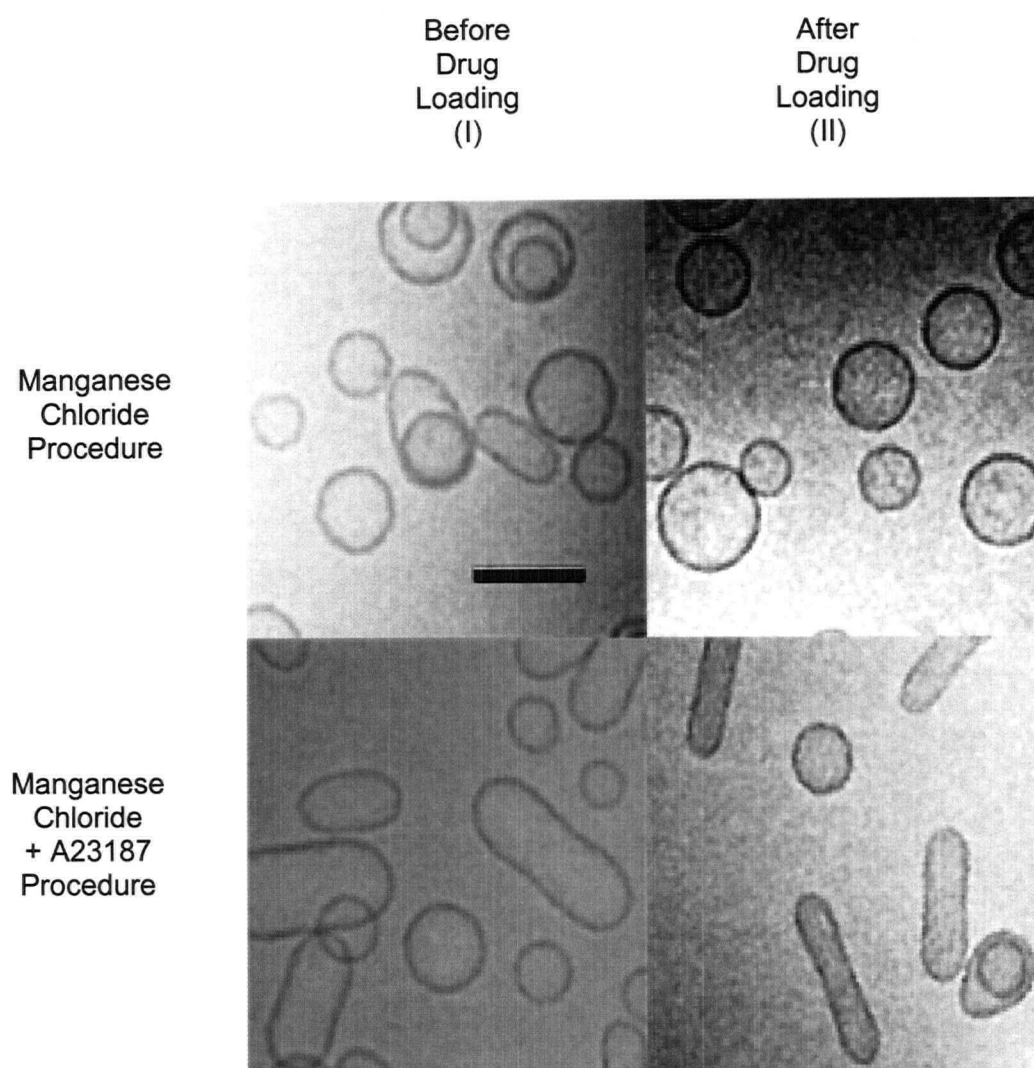 Before
Drug
Loading
(I)
After
Drug
Loading
(II)
Manganese
Chloride
Procedure
Manganese
Chloride
+ A23187
Procedure